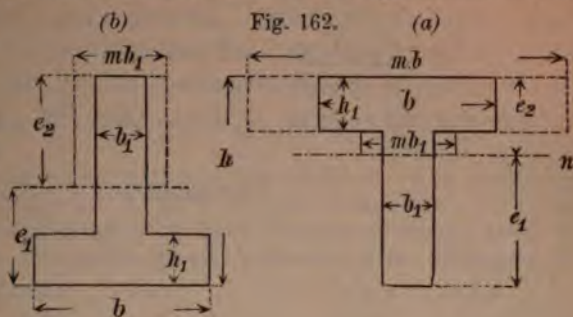 (b) Fig. 162. (a)
mb₁ mb
e₂ b₁ h h₁ b e₂
mb₁ n
e₁ h₁ b₁ e₁
b